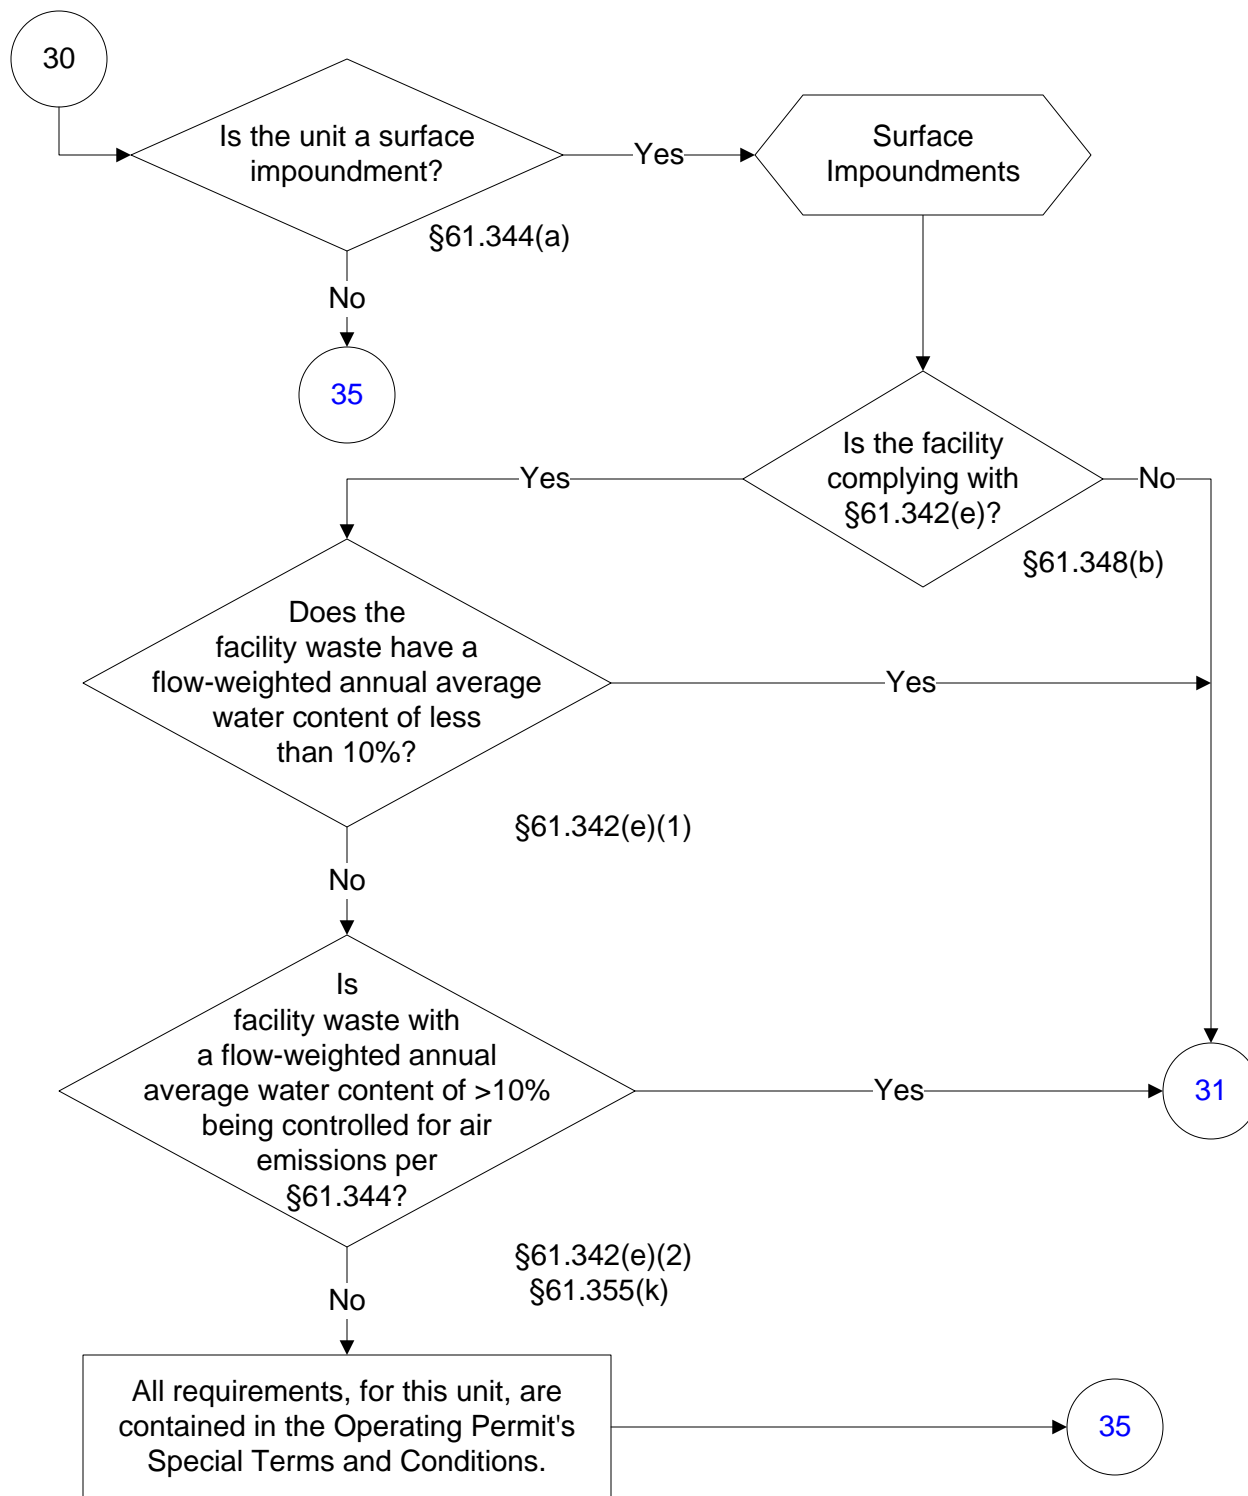 30
Is the unit a surface
impoundment?
Yes
Surface
Impoundments
§61.344(a)
No
35
Is the facility
complying with
§61.342(e)?
Yes
No
§61.348(b)
Does the
facility waste have a
flow-weighted annual average
water content of less
than 10%?
Yes
§61.342(e)(1)
No
Is
facility waste with
a flow-weighted annual
average water content of >10%
being controlled for air
emissions per
§61.344?
Yes
31
§61.342(e)(2)
§61.355(k)
No
All requirements, for this unit, are
contained in the Operating Permit's
Special Terms and Conditions.
35